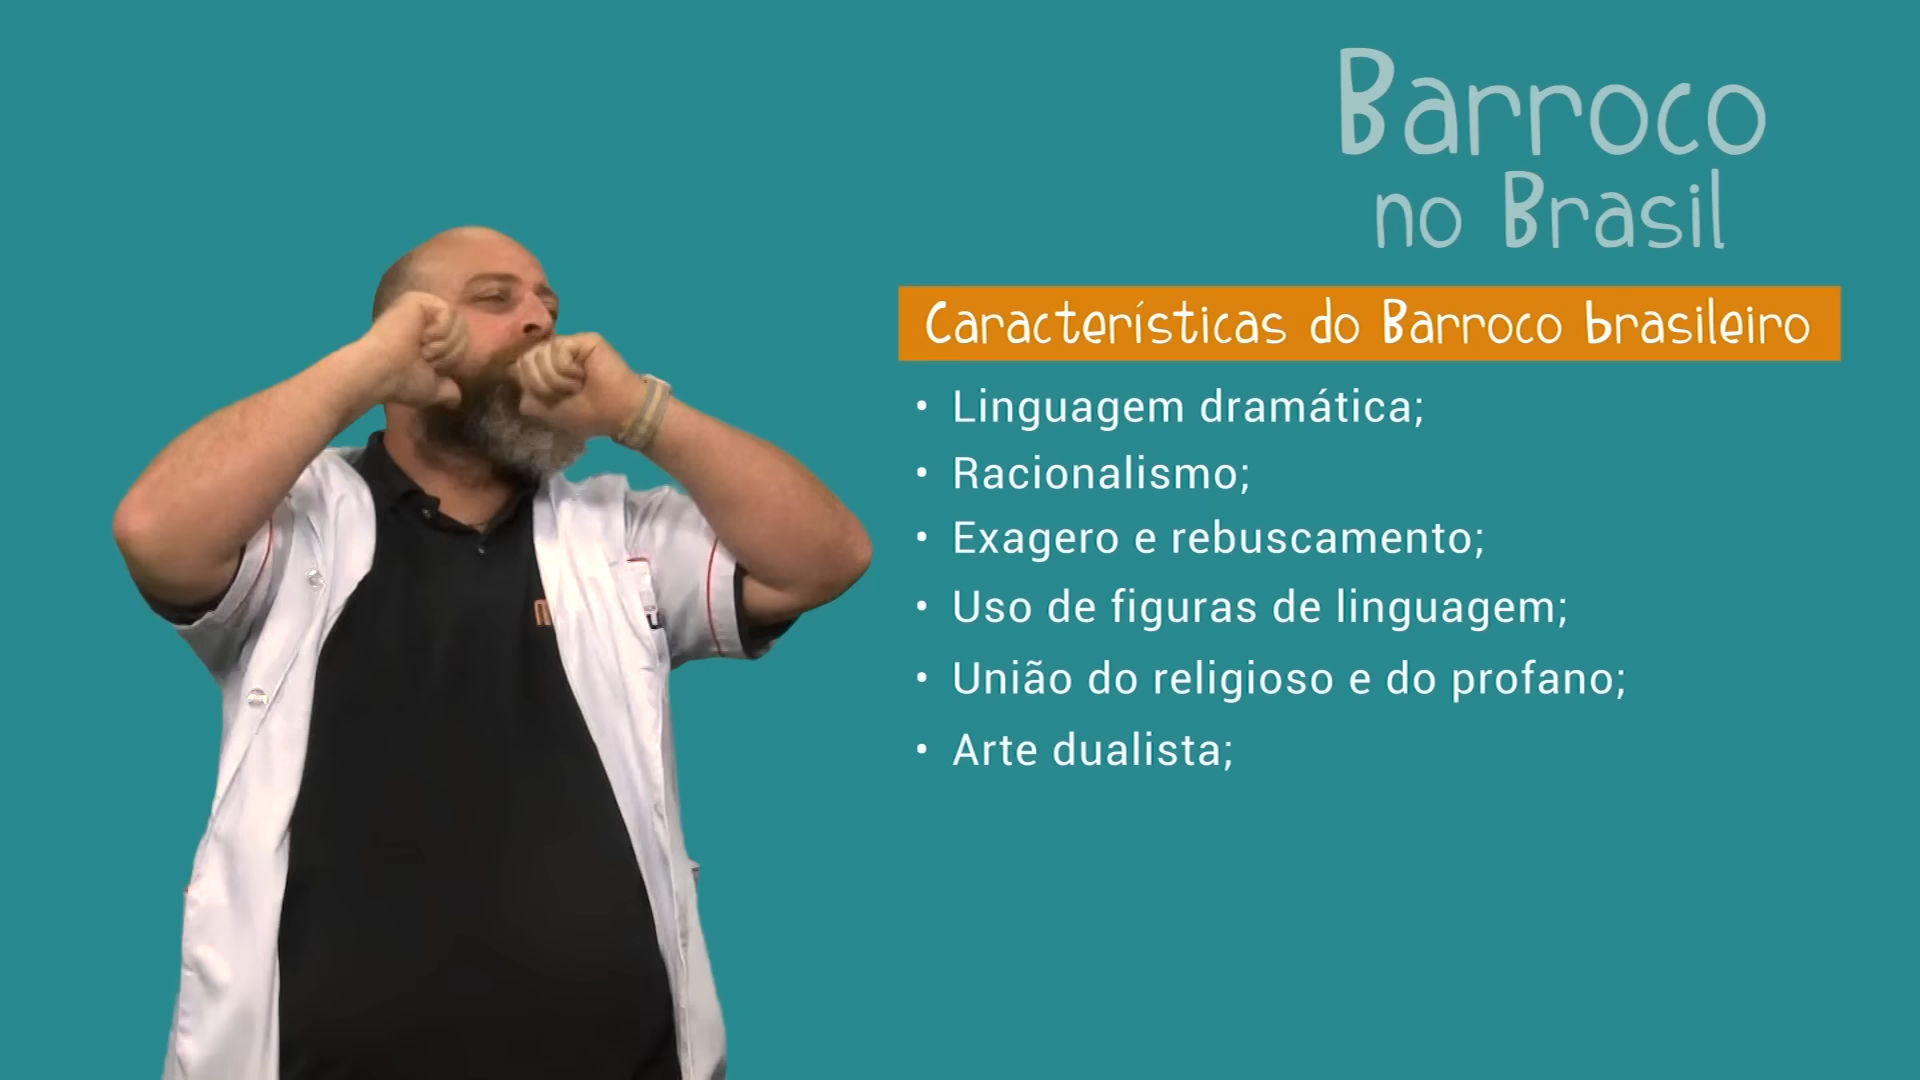 Barroco
no Brasil
Características do Barroco brasileiro
• Linguagem dramática;
• Racionalismo;
• Exagero e rebuscamento;
• Uso de figuras de linguagem;
• União do religioso e do profano;
• Arte dualista;